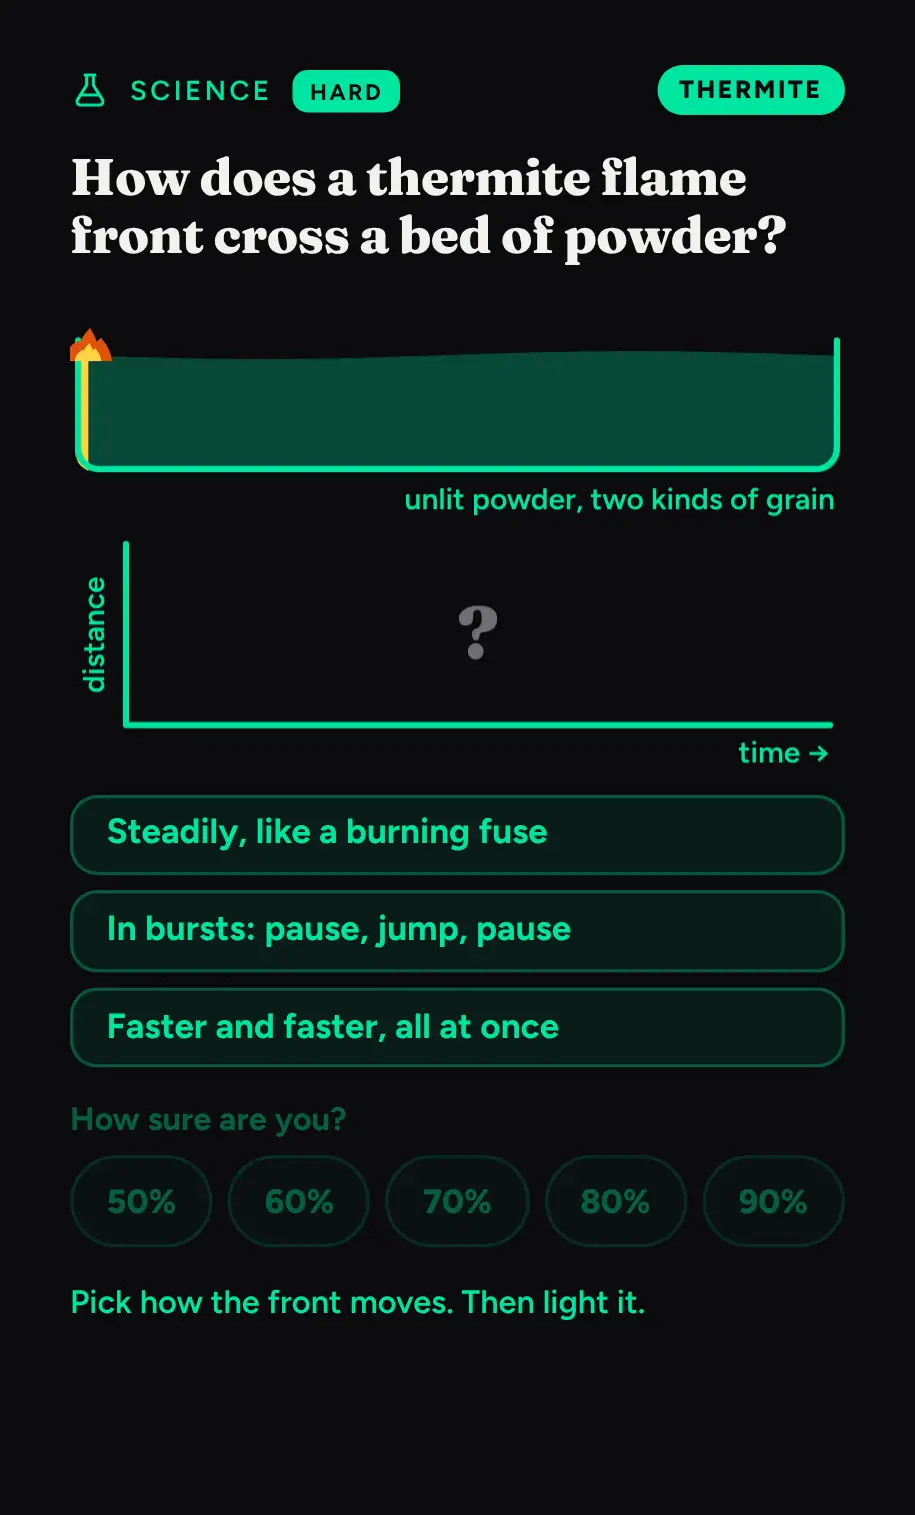 SCIENCE
HARD
THERMITE
How does a thermite flame
front cross a bed of powder?
unlit powder, two kinds of grain
distance
?
time →
Steadily, like a burning fuse
In bursts: pause, jump, pause
Faster and faster, all at once
How sure are you?
50%
60%
70%
80%
90%
Pick how the front moves. Then light it.